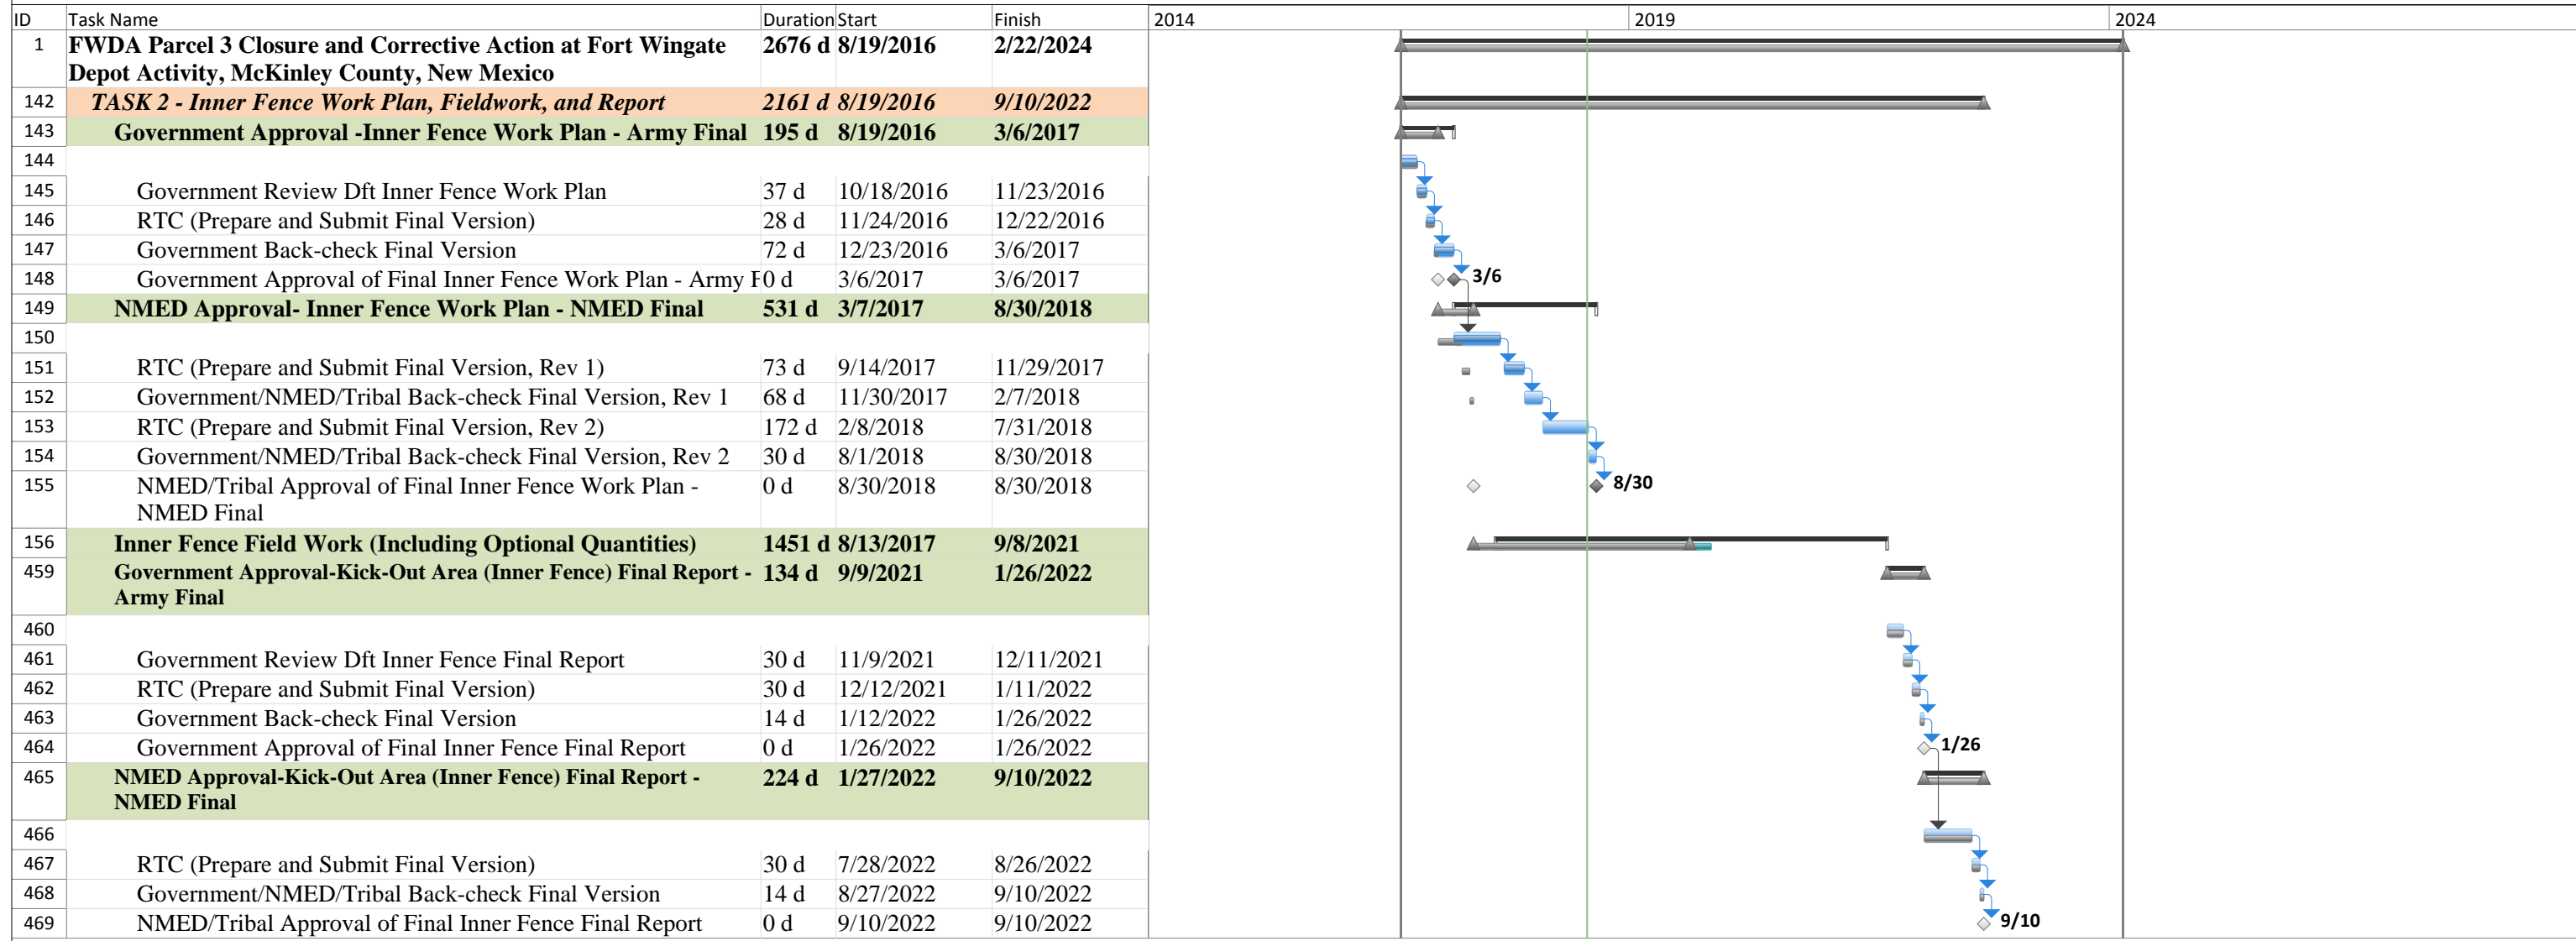 ID Task Name Duration Start Finish 2014 2019 2024
1 FWDA Parcel 3 Closure and Corrective Action at Fort Wingate 2676 d 8/19/2016 2/22/2024
Depot Activity, McKinley County, New Mexico
142 TASK 2 - Inner Fence Work Plan, Fieldwork, and Report 2161 d 8/19/2016 9/10/2022
143 Government Approval -Inner Fence Work Plan - Army Final 195 d 8/19/2016 3/6/2017
144
145 Government Review Dft Inner Fence Work Plan 37 d 10/18/2016 11/23/2016
146 RTC (Prepare and Submit Final Version) 28 d 11/24/2016 12/22/2016
147 Government Back-check Final Version 72 d 12/23/2016 3/6/2017
148 Government Approval of Final Inner Fence Work Plan - Army F 0 d 3/6/2017 3/6/2017 3/6
149 NMED Approval- Inner Fence Work Plan - NMED Final 531 d 3/7/2017 8/30/2018
150
151 RTC (Prepare and Submit Final Version, Rev 1) 73 d 9/14/2017 11/29/2017
152 Government/NMED/Tribal Back-check Final Version, Rev 1 68 d 11/30/2017 2/7/2018
153 RTC (Prepare and Submit Final Version, Rev 2) 172 d 2/8/2018 7/31/2018
154 Government/NMED/Tribal Back-check Final Version, Rev 2 30 d 8/1/2018 8/30/2018
155 NMED/Tribal Approval of Final Inner Fence Work Plan - 0 d 8/30/2018 8/30/2018 8/30
NMED Final
156 Inner Fence Field Work (Including Optional Quantities) 1451 d 8/13/2017 9/8/2021
459 Government Approval-Kick-Out Area (Inner Fence) Final Report - 134 d 9/9/2021 1/26/2022
Army Final
460
461 Government Review Dft Inner Fence Final Report 30 d 11/9/2021 12/11/2021
462 RTC (Prepare and Submit Final Version) 30 d 12/12/2021 1/11/2022
463 Government Back-check Final Version 14 d 1/12/2022 1/26/2022
464 Government Approval of Final Inner Fence Final Report 0 d 1/26/2022 1/26/2022 1/26
465 NMED Approval-Kick-Out Area (Inner Fence) Final Report - 224 d 1/27/2022 9/10/2022
NMED Final
466
467 RTC (Prepare and Submit Final Version) 30 d 7/28/2022 8/26/2022
468 Government/NMED/Tribal Back-check Final Version 14 d 8/27/2022 9/10/2022
469 NMED/Tribal Approval of Final Inner Fence Final Report 0 d 9/10/2022 9/10/2022 9/10